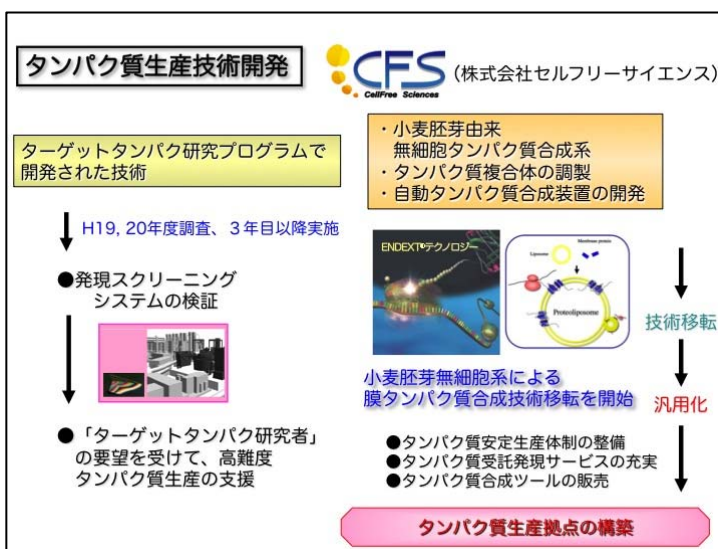 タンパク質生産技術開発
CFS
CellFree Sciences
（株式会社セルフリーサイエンス）
ターゲットタンパク研究プログラムで
開発された技術
H19, 20年度調査、３年目以降実施
●発現スクリーニング
システムの検証
●「ターゲットタンパク研究者」
の要望を受けて、高難度
タンパク質生産の支援
・小麦胚芽由来
無細胞タンパク質合成系
・タンパク質複合体の調製
・自動タンパク質合成装置の開発
ENDEXT®テクノロジー
Liposome
Membrane protein
Proteoliposome
技術移転
小麦胚芽無細胞系による
膜タンパク質合成技術移転を開始
汎用化
●タンパク質安定生産体制の整備
●タンパク質受託発現サービスの充実
●タンパク質合成ツールの販売
タンパク質生産拠点の構築